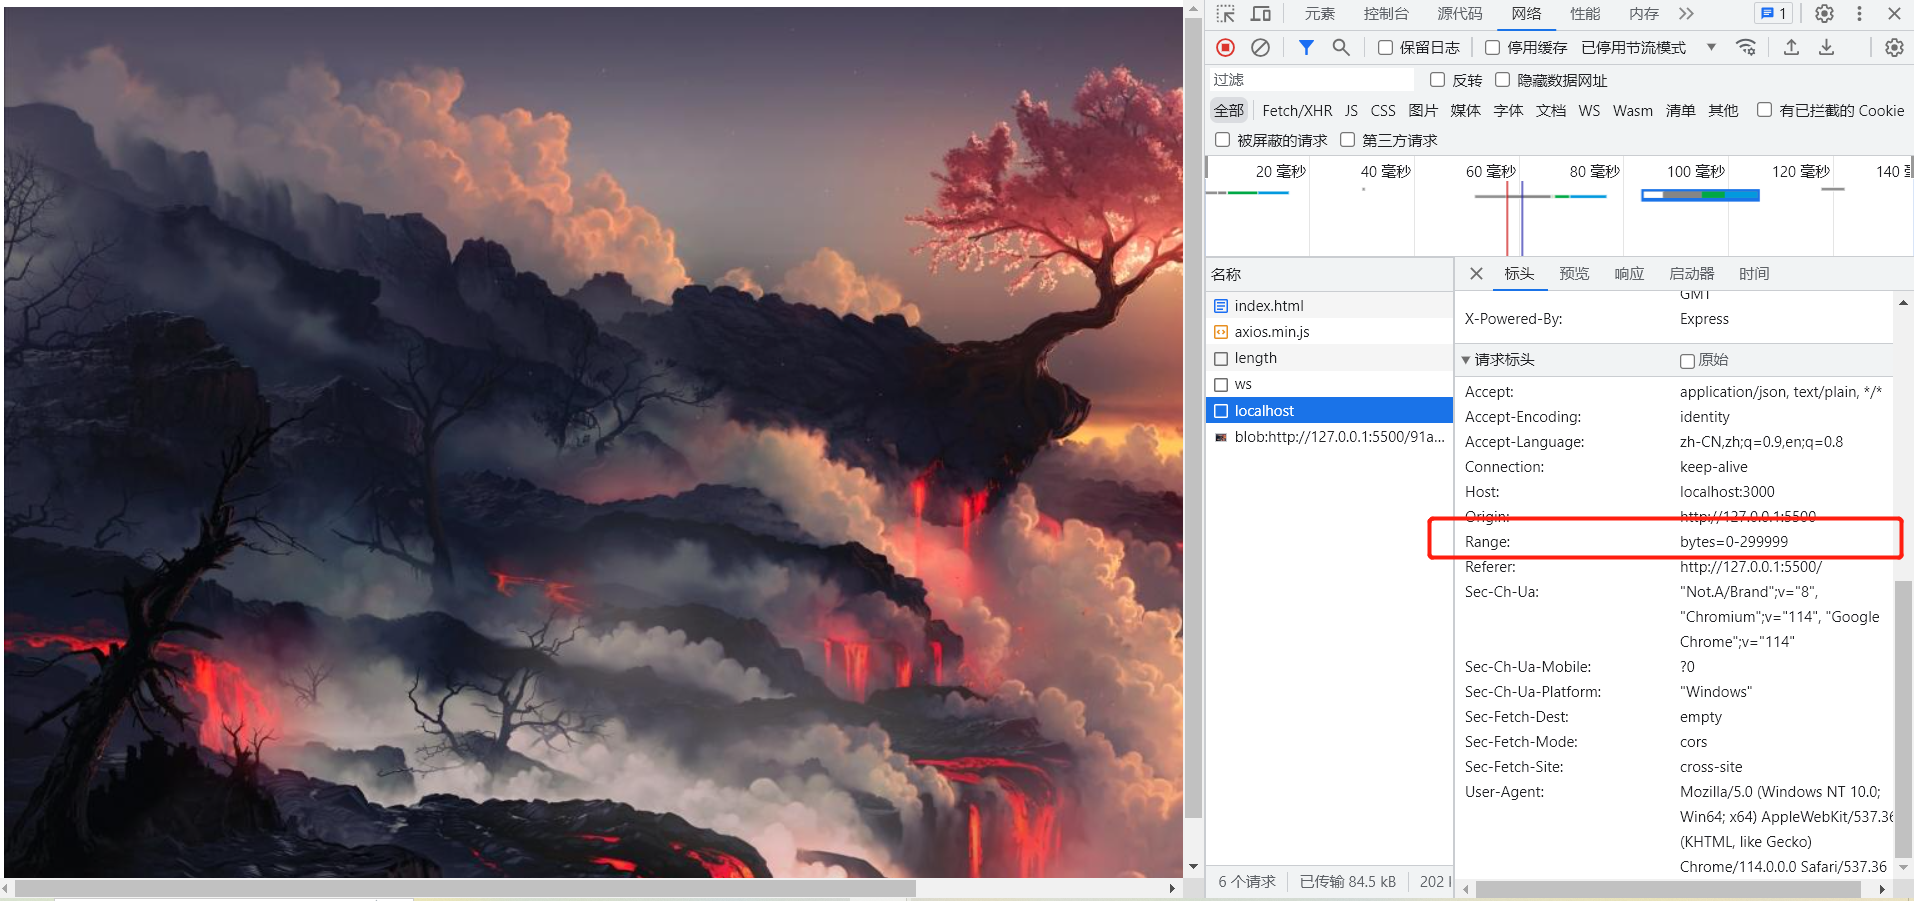 元素 控制台 源代码 网络 性能 内存 1
保留日志 停用缓存 已停用节流模式
过滤 反转 隐藏数据网址
全部 Fetch/XHR JS CSS 图片 媒体 字体 文档 WS Wasm 清单 其他 有已拦截的 Cookie
被屏蔽的请求 第三方请求
20 毫秒 40 毫秒 60 毫秒 80 毫秒 100 毫秒 120 毫秒 140
名称
index.html
axios.min.js
length
ws
localhost
blob:http://127.0.0.1:5500/91a...
6 个请求 已传输 84.5 kB 202
标头 预览 响应 启动器 时间
GMT
X-Powered-By: Express
请求标头 原始
Accept: application/json, text/plain, */*
Accept-Encoding: identity
Accept-Language: zh-CN,zh;q=0.9,en;q=0.8
Connection: keep-alive
Host: localhost:3000
Origin: http://127.0.0.1:5500
Range: bytes=0-299999
Referer: http://127.0.0.1:5500/
Sec-Ch-Ua: "Not.A/Brand";v="8",
"Chromium";v="114", "Google
Chrome";v="114"
Sec-Ch-Ua-Mobile: ?0
Sec-Ch-Ua-Platform: "Windows"
Sec-Fetch-Dest: empty
Sec-Fetch-Mode: cors
Sec-Fetch-Site: cross-site
User-Agent: Mozilla/5.0 (Windows NT 10.0;
Win64; x64) AppleWebKit/537.36
(KHTML, like Gecko)
Chrome/114.0.0.0 Safari/537.36